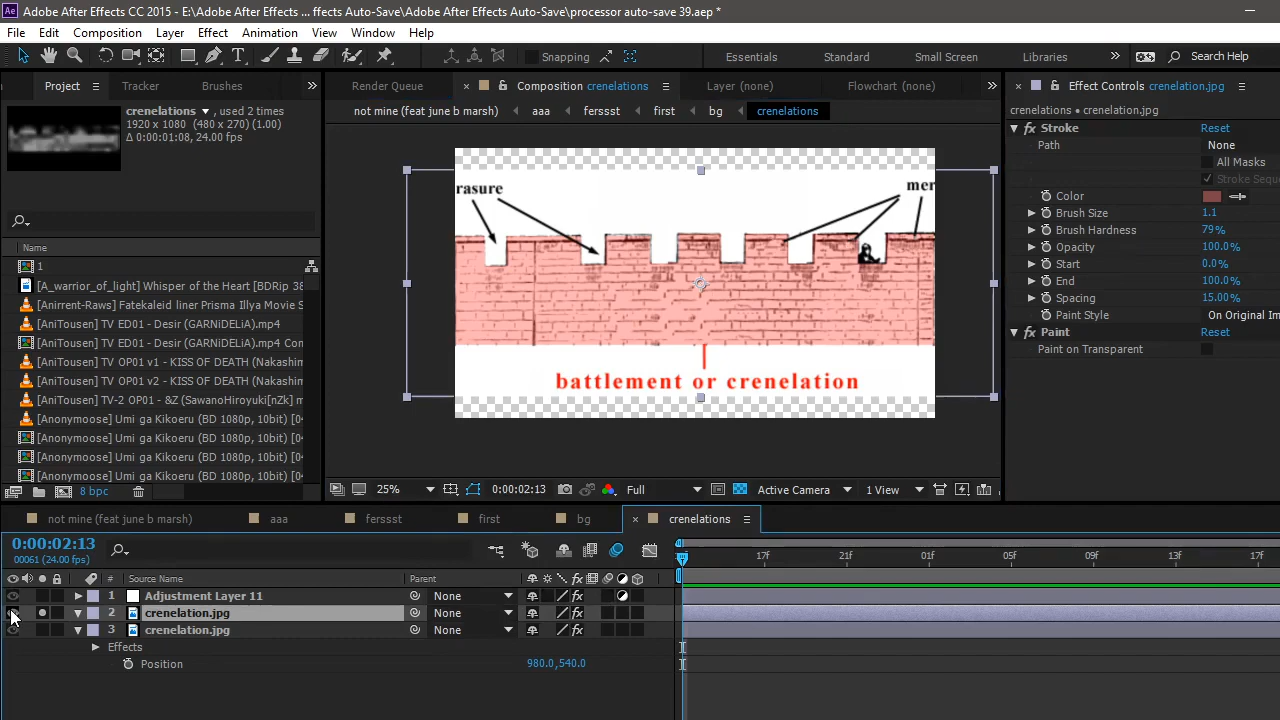 Adobe After Effects CC 2015 - E:\Adobe After Effects ... ffects Auto-Save\Adobe After Effects Auto-Save\processor auto-save 39.aep *
File Edit Composition Layer Effect Animation View Window Help
Snapping Essentials Standard Small Screen Libraries Search Help
Project Tracker Brushes
Render Queue Composition crenelations Layer (none) Flowchart (none)
Effect Controls crenelation.jpg
crenelations , used 2 times
1920 x 1080 (480 x 270) (1.00)
Δ 0:00:01:08, 24.00 fps
not mine (feat june b marsh) aaa ferssst first bg crenelations
crenelations • crenelation.jpg
Stroke Reset
Path None
All Masks
Stroke Sequ
Color
Brush Size 1.1
Brush Hardness 79%
Opacity 100.0%
Start 0.0%
End 100.0%
Spacing 15.00%
Paint Style On Original Im
Paint Reset
Paint on Transparent
rasure mer
battlement or crenelation
Name
1
[A_warrior_of_light] Whisper of the Heart [BDRip 38
[Anirrent-Raws] Fatekaleid liner Prisma Illya Movie S
[AniTousen] TV ED01 - Desir (GARNiDELiA).mp4
[AniTousen] TV ED01 - Desir (GARNiDELiA).mp4 Con
[AniTousen] TV OP01 v1 - KISS OF DEATH (Nakashin
[AniTousen] TV OP01 v2 - KISS OF DEATH (Nakashin
[AniTousen] TV-2 OP01 - &Z (SawanoHiroyuki[nZk] m
[Anonymoose] Umi ga Kikoeru (BD 1080p, 10bit) [04
[Anonymoose] Umi ga Kikoeru (BD 1080p, 10bit) [04
[Anonymoose] Umi ga Kikoeru (BD 1080p, 10bit) [04
8 bpc
25% 0:00:02:13 Full Active Camera 1 View
not mine (feat june b marsh) aaa ferssst first bg crenelations
0:00:02:13
00061 (24.00 fps)
17f 21f 01f 05f 09f 13f 17f
# Source Name Parent
1 Adjustment Layer 11 None
2 crenelation.jpg None
3 crenelation.jpg None
Effects
Position 980.0,540.0